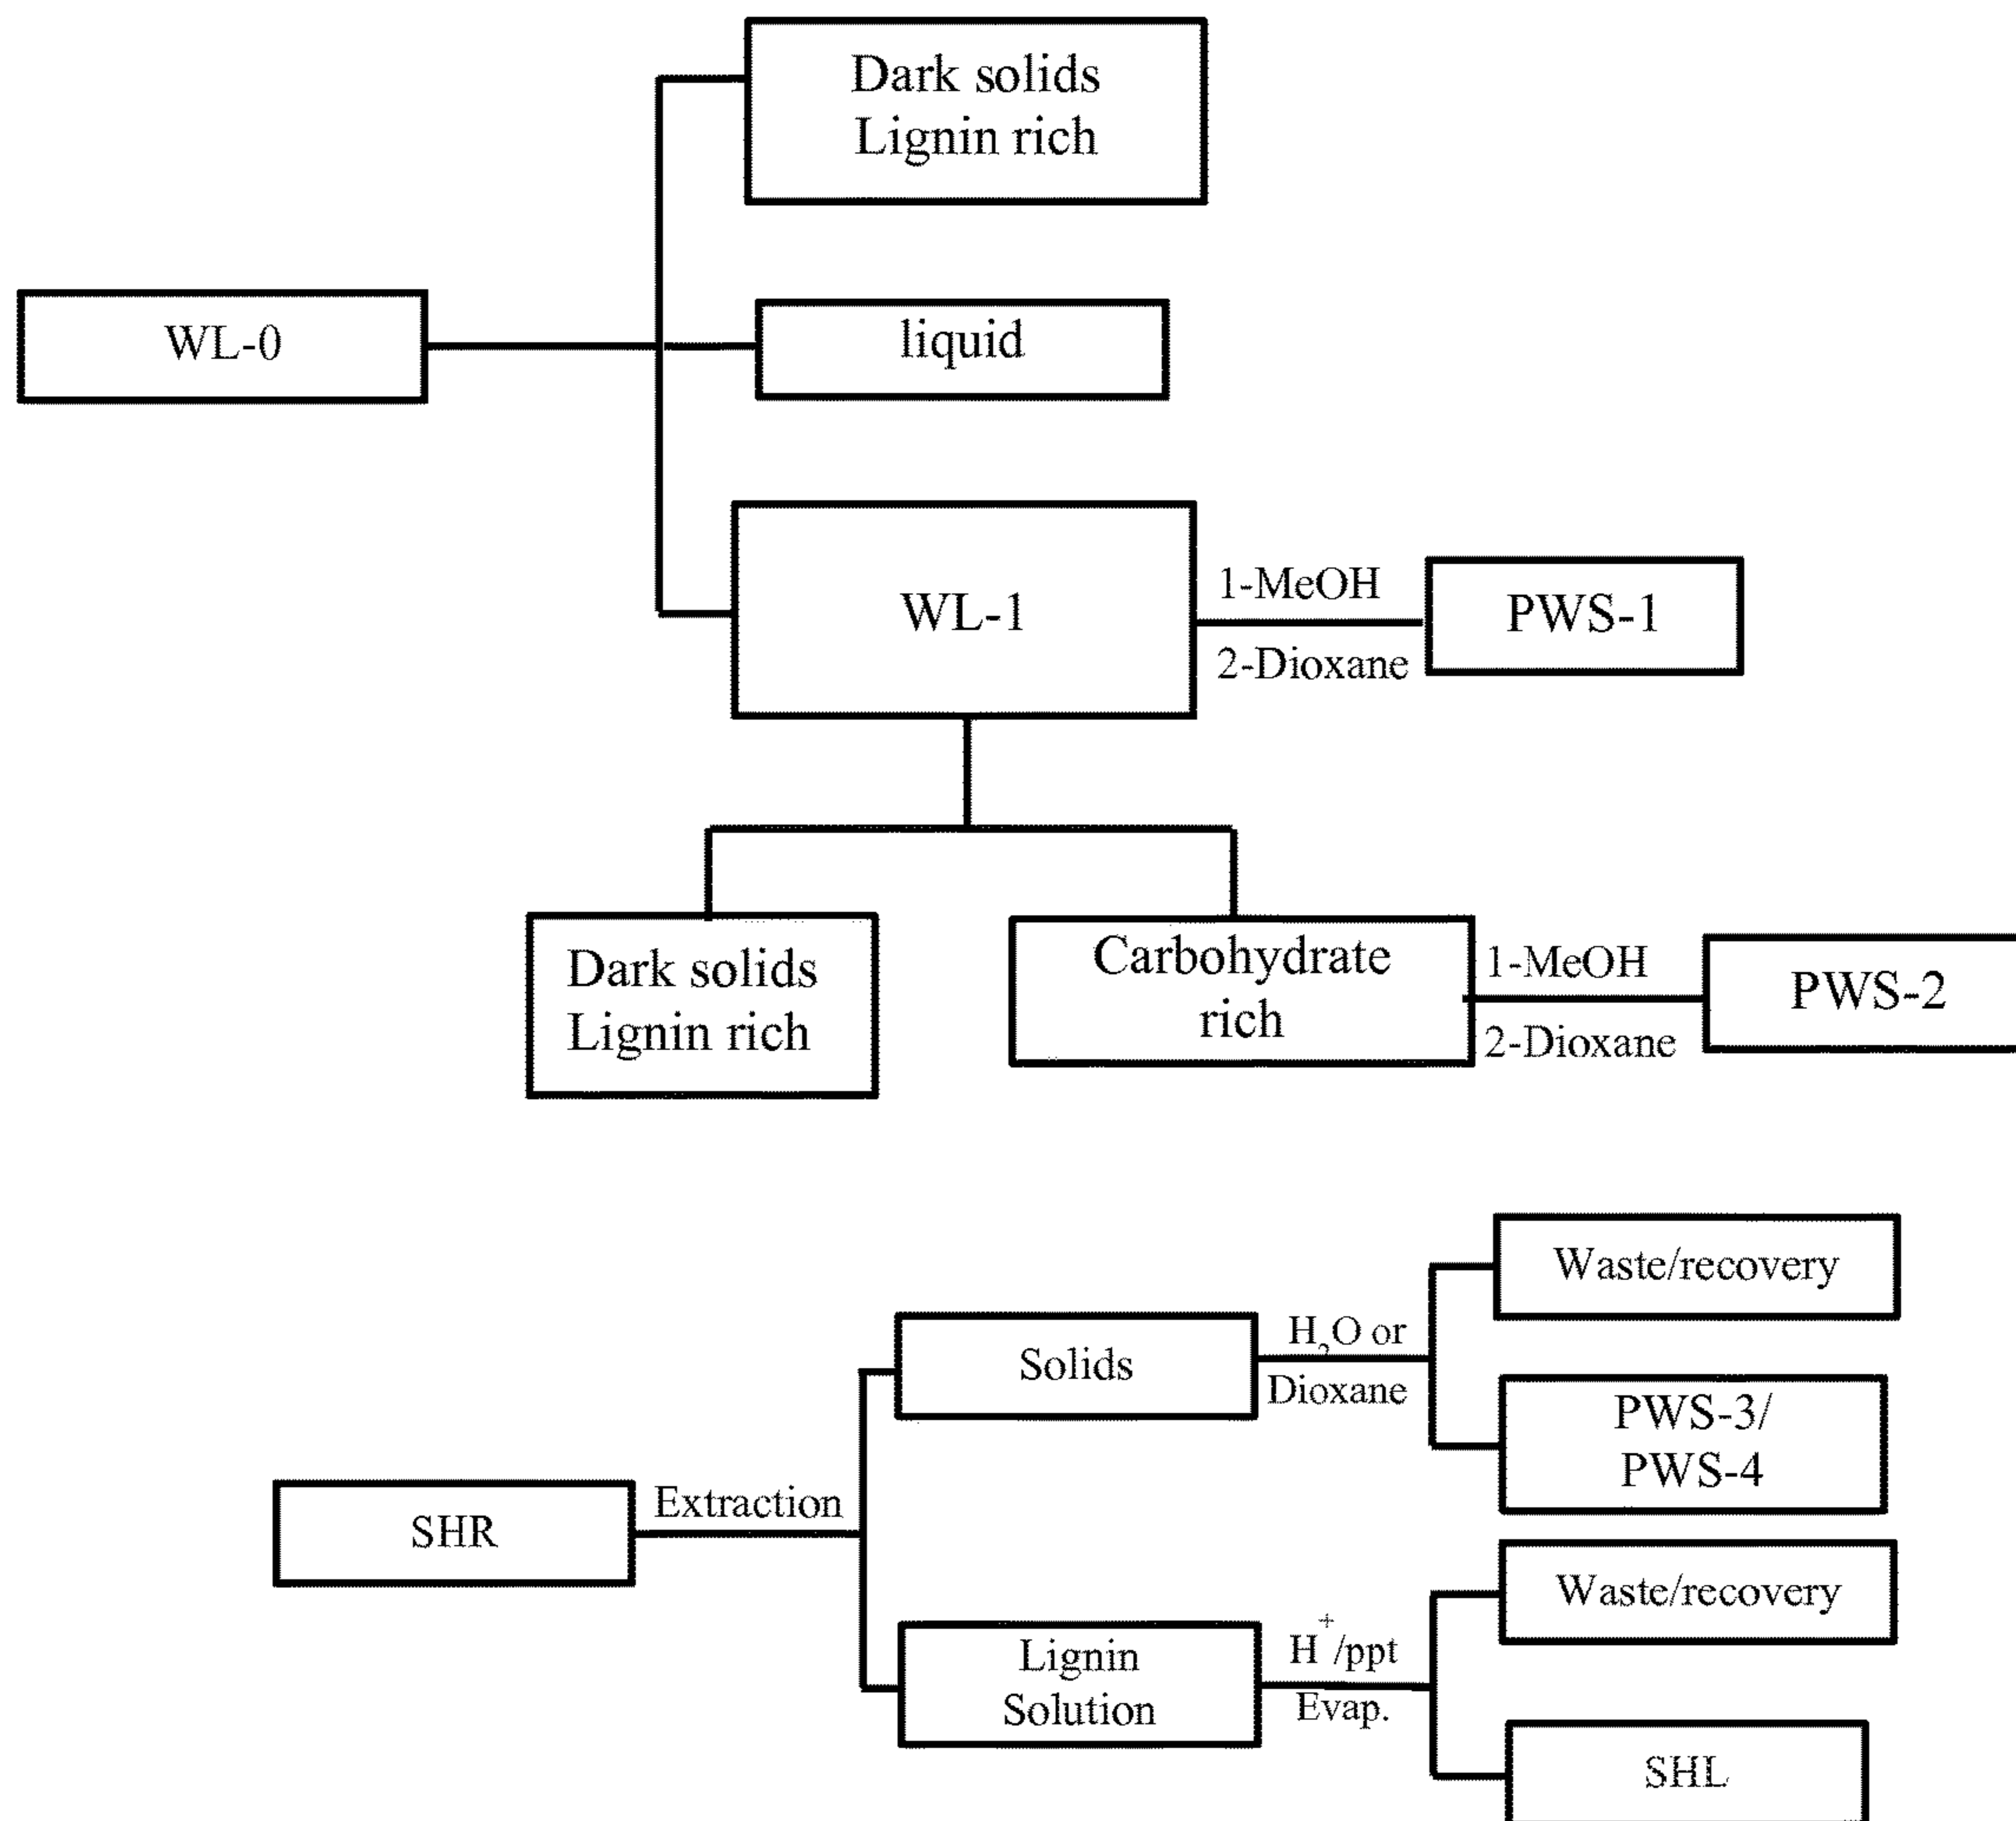 Dark solids
Lignin rich
WL-0
liquid
WL-1
1-MeOH
2-Dioxane
PWS-1
Dark solids
Lignin rich
Carbohydrate
rich
1-MeOH
2-Dioxane
PWS-2
Waste/recovery
Solids
H₂O or
Dioxane
PWS-3/
PWS-4
SHR
Extraction
Waste/recovery
Lignin
Solution
H⁺/ppt
Evap.
SHL